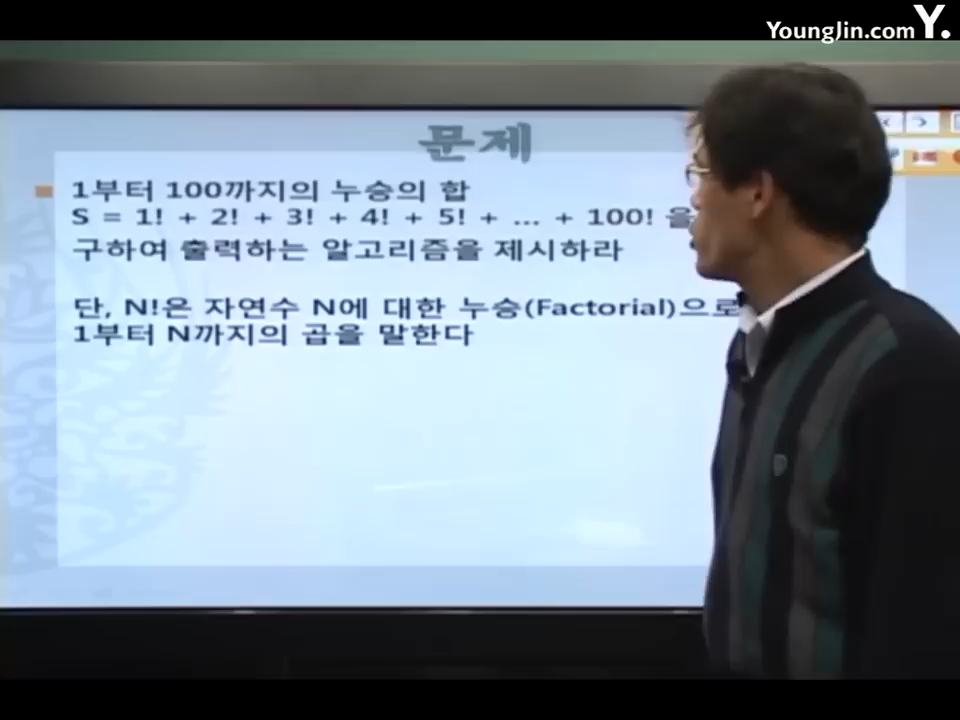 YoungJin.com Y.
문제
1부터 100까지의 누승의 합
S = 1! + 2! + 3! + 4! + 5! + ... + 100! 을
구하여 출력하는 알고리즘을 제시하라
단, N!은 자연수 N에 대한 누승(Factorial)으로
1부터 N까지의 곱을 말한다